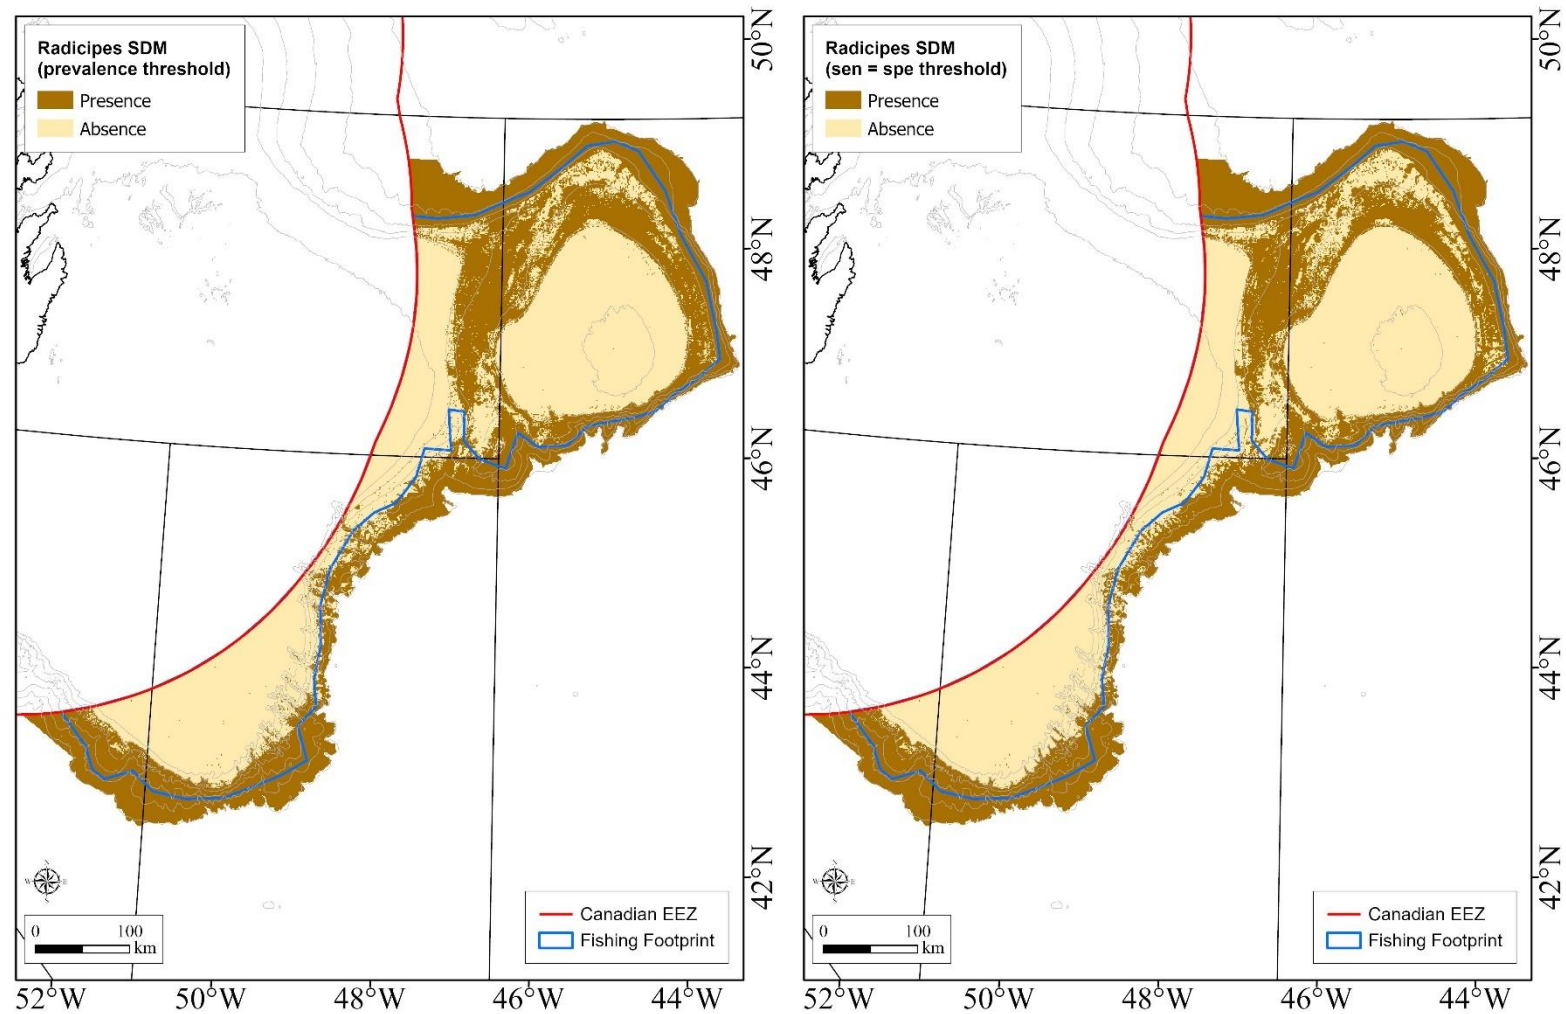 Radicipes SDM
(prevalence threshold)
Presence
Absence
50°N
48°N
46°N
44°N
42°N
N
W
E
0 100
km
Canadian EEZ
Fishing Footprint
52°W 50°W 48°W 46°W 44°W
Radicipes SDM
(sen = spe threshold)
Presence
Absence
50°N
48°N
46°N
44°N
42°N
N
W
E
0 100
km
Canadian EEZ
Fishing Footprint
52°W 50°W 48°W 46°W 44°W